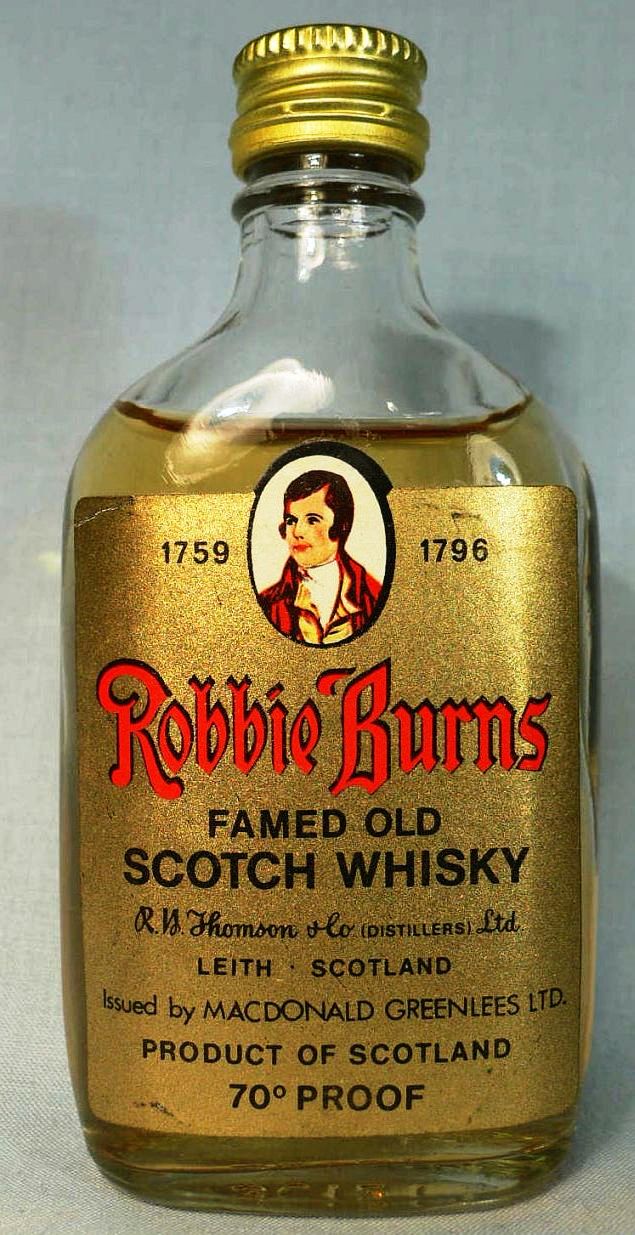 1759 1796
Robbie Burns
FAMED OLD
SCOTCH WHISKY
R.W. Thomson & Co. (DISTILLERS) Ltd
LEITH · SCOTLAND
Issued by MACDONALD GREENLEES LTD.
PRODUCT OF SCOTLAND
70º PROOF